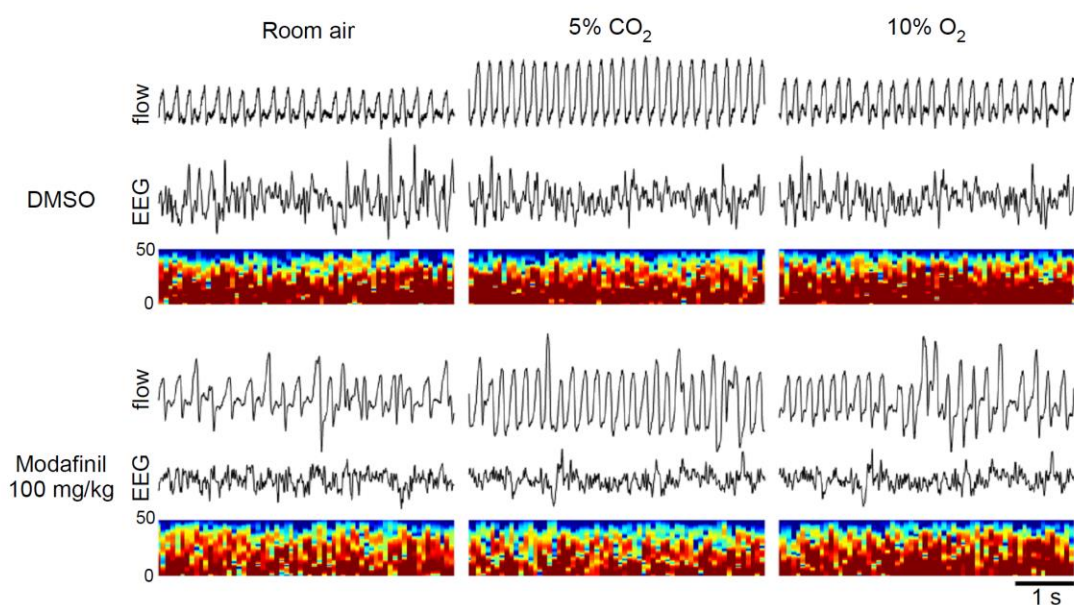 Room air
5% CO₂
10% O₂
DMSO
flow
EEG
50
0
Modafinil
100 mg/kg
flow
EEG
50
0
1 s